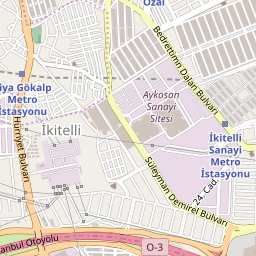 Özal
Bedrettimn Dalan Bulvarı
iya Gökalp
Metro
İstasyonu
Aykosan
Sanayi
Sitesi
Hürriyet Bulvarı
İkitelli
İkitelli
Sanayi
Metro
İstasyonu
Süleyman Demirel Bulvarı
24. Cad.
anbul Otoyolu
O-3